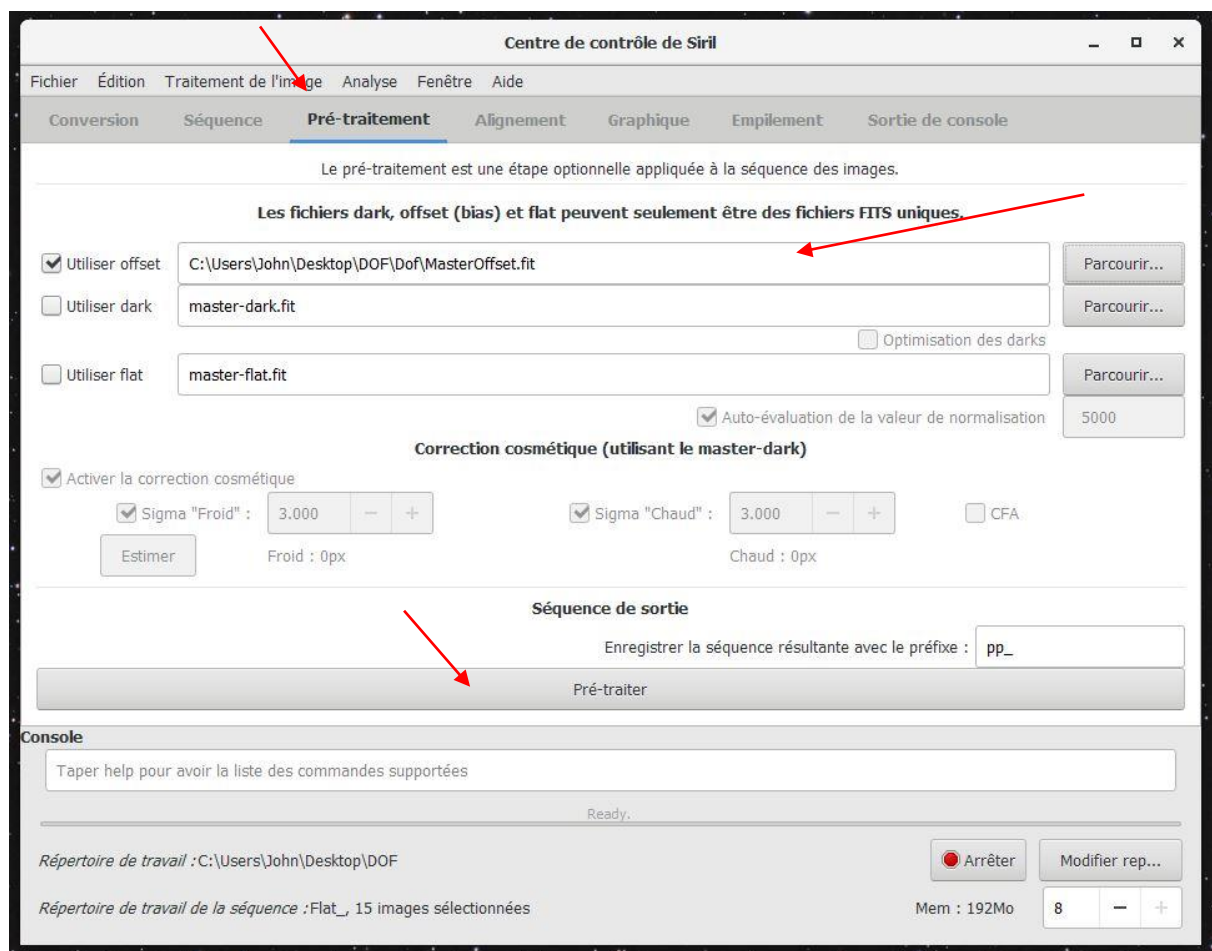 Centre de contrôle de Siril
Fichier Édition Traitement de l'image Analyse Fenêtre Aide
Conversion Séquence Pré-traitement Alignement Graphique Empilement Sortie de console
Le pré-traitement est une étape optionnelle appliquée à la séquence des images.
Les fichiers dark, offset (bias) et flat peuvent seulement être des fichiers FITS uniques.
Utiliser offset C:\Users\John\Desktop\DOF\Dof\MasterOffset.fit Parcourir...
Utiliser dark master-dark.fit Parcourir...
Optimisation des darks
Utiliser flat master-flat.fit Parcourir...
Auto-évaluation de la valeur de normalisation 5000
Correction cosmétique (utilisant le master-dark)
Activer la correction cosmétique
Sigma "Froid" : 3.000 − + Sigma "Chaud" : 3.000 − + CFA
Estimer Froid : 0px Chaud : 0px
Séquence de sortie
Enregistrer la séquence résultante avec le préfixe : pp_
Pré-traiter
Console
Taper help pour avoir la liste des commandes supportées
Ready.
Répertoire de travail :C:\Users\John\Desktop\DOF Arrêter Modifier rep...
Répertoire de travail de la séquence :Flat_, 15 images sélectionnées Mem : 192Mo 8 − +